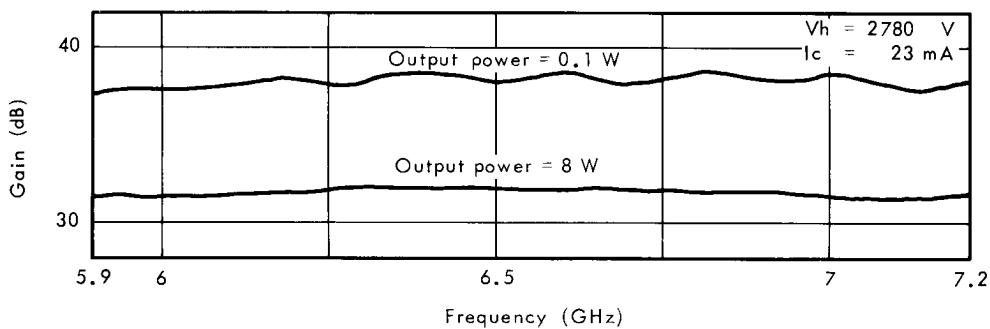 Vh = 2780 V
Ic = 23 mA
40
Output power = 0.1 W
Gain (dB)
Output power = 8 W
30
5.9 6 6.5 7 7.2
Frequency (GHz)